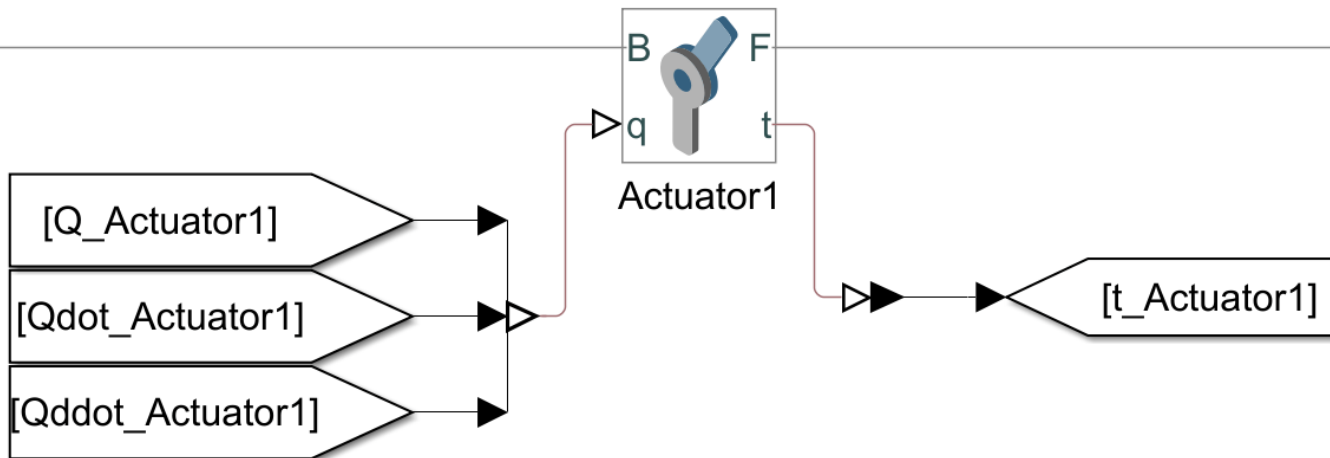 B F
q t
Actuator1
[Q_Actuator1]
[Qdot_Actuator1]
[t_Actuator1]
[Qddot_Actuator1]